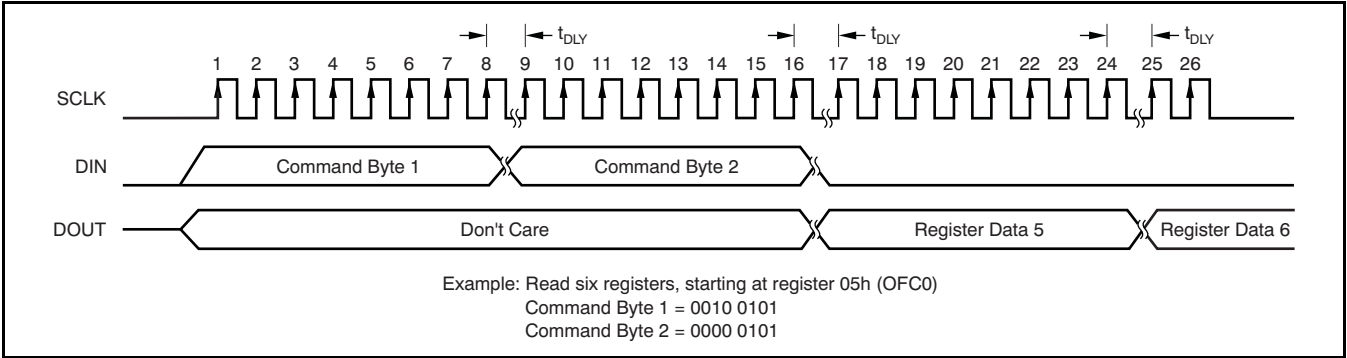 tDLY tDLY tDLY
1 2 3 4 5 6 7 8 9 10 11 12 13 14 15 16 17 18 19 20 21 22 23 24 25 26
SCLK
DIN Command Byte 1 Command Byte 2
DOUT Don't Care Register Data 5 Register Data 6
Example: Read six registers, starting at register 05h (OFC0)
Command Byte 1 = 0010 0101
Command Byte 2 = 0000 0101